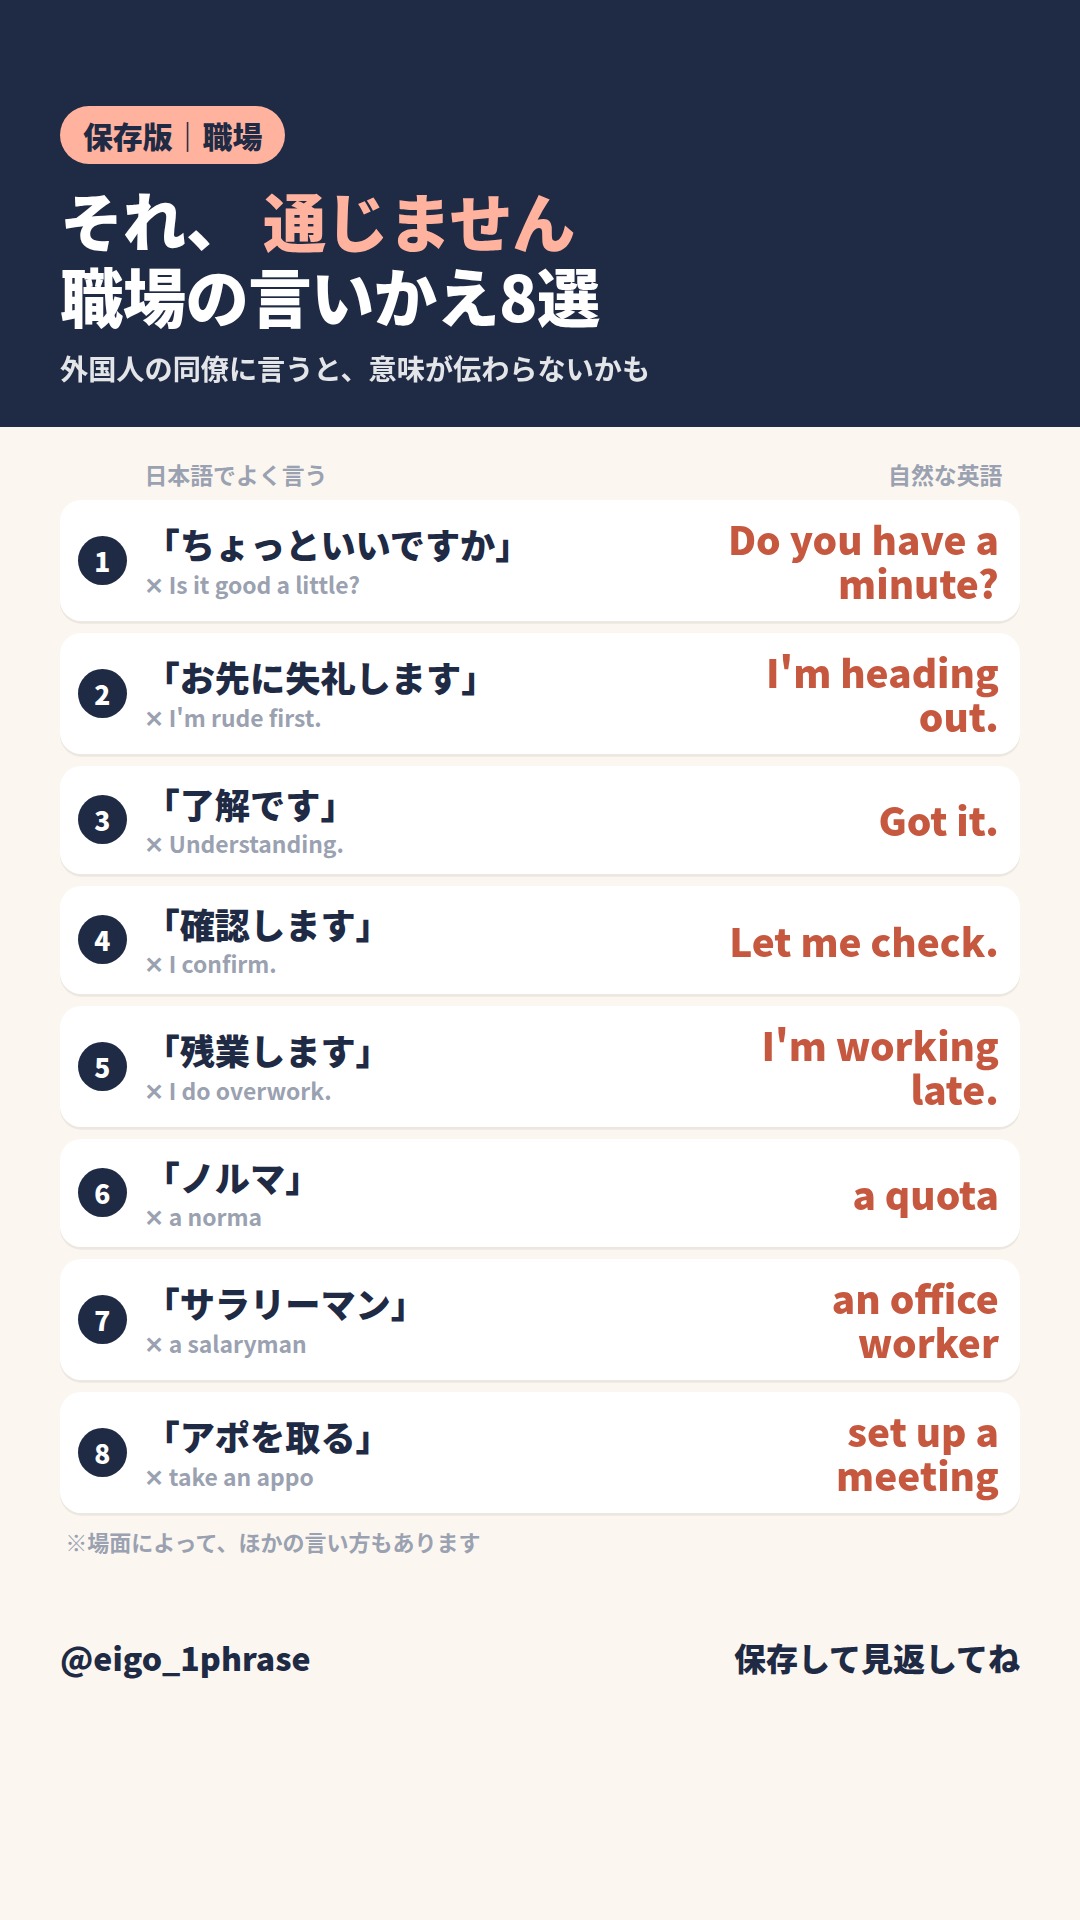 保存版｜職場
それ、通じません
職場の言いかえ8選
外国人の同僚に言うと、意味が伝わらないかも
日本語でよく言う 自然な英語
1 「ちょっといいですか」
× Is it good a little?
Do you have a
minute?
2 「お先に失礼します」
× I'm rude first.
I'm heading
out.
3 「了解です」
× Understanding.
Got it.
4 「確認します」
× I confirm.
Let me check.
5 「残業します」
× I do overwork.
I'm working
late.
6 「ノルマ」
× a norma
a quota
7 「サラリーマン」
× a salaryman
an office
worker
8 「アポを取る」
× take an appo
set up a
meeting
※場面によって、ほかの言い方もあります
@eigo_1phrase 保存して見返してね